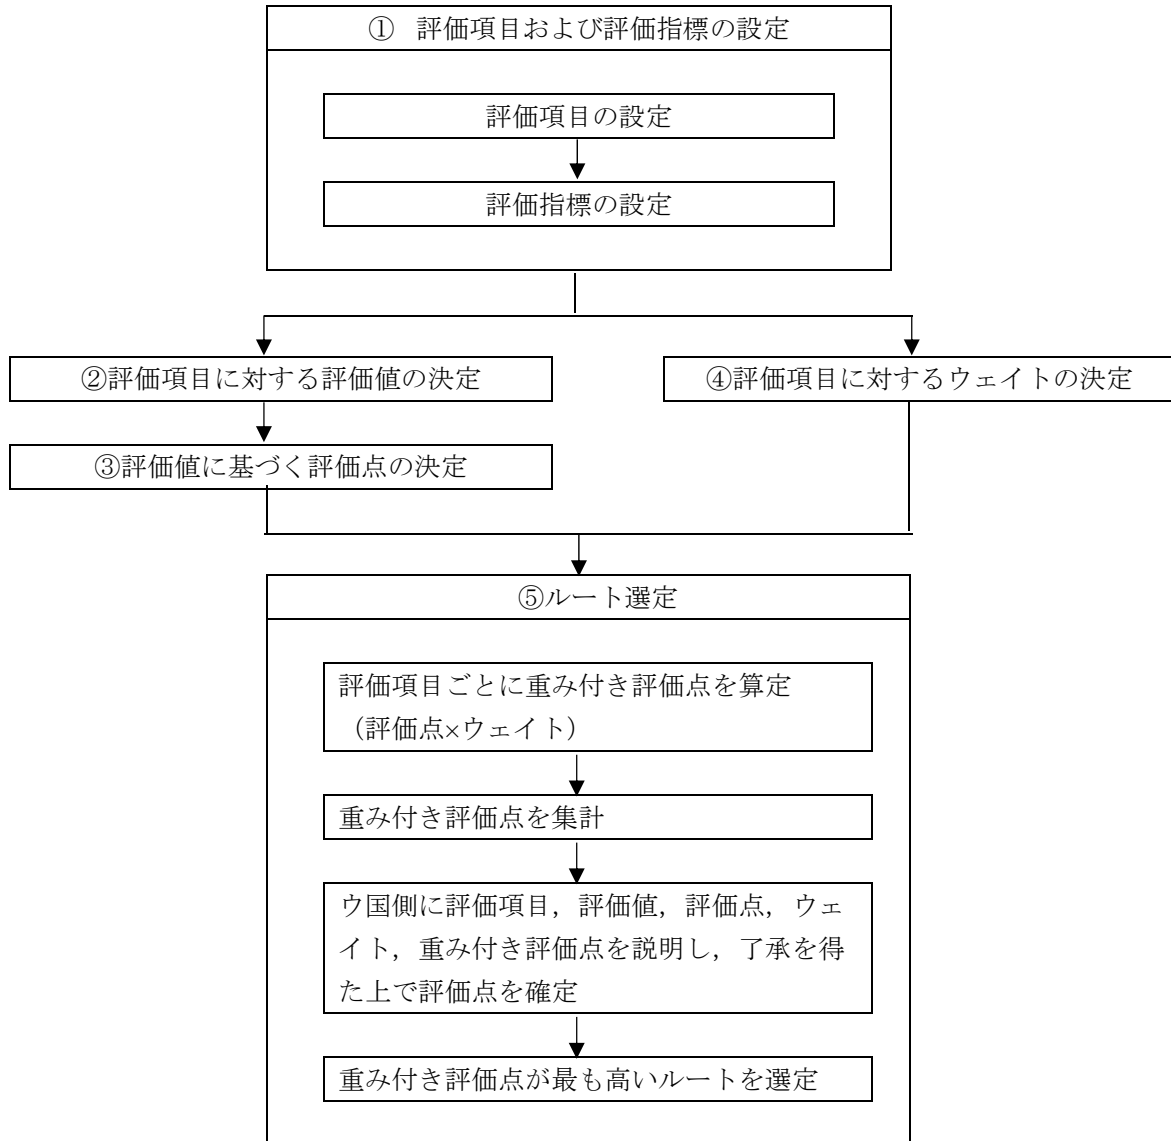 ① 評価項目および評価指標の設定
評価項目の設定
評価指標の設定
②評価項目に対する評価値の決定
④評価項目に対するウェイトの決定
③評価値に基づく評価点の決定
⑤ルート選定
評価項目ごとに重み付き評価点を算定
（評価点×ウェイト）
重み付き評価点を集計
ウ国側に評価項目，評価値，評価点，ウェ
イト，重み付き評価点を説明し，了承を得
た上で評価点を確定
重み付き評価点が最も高いルートを選定